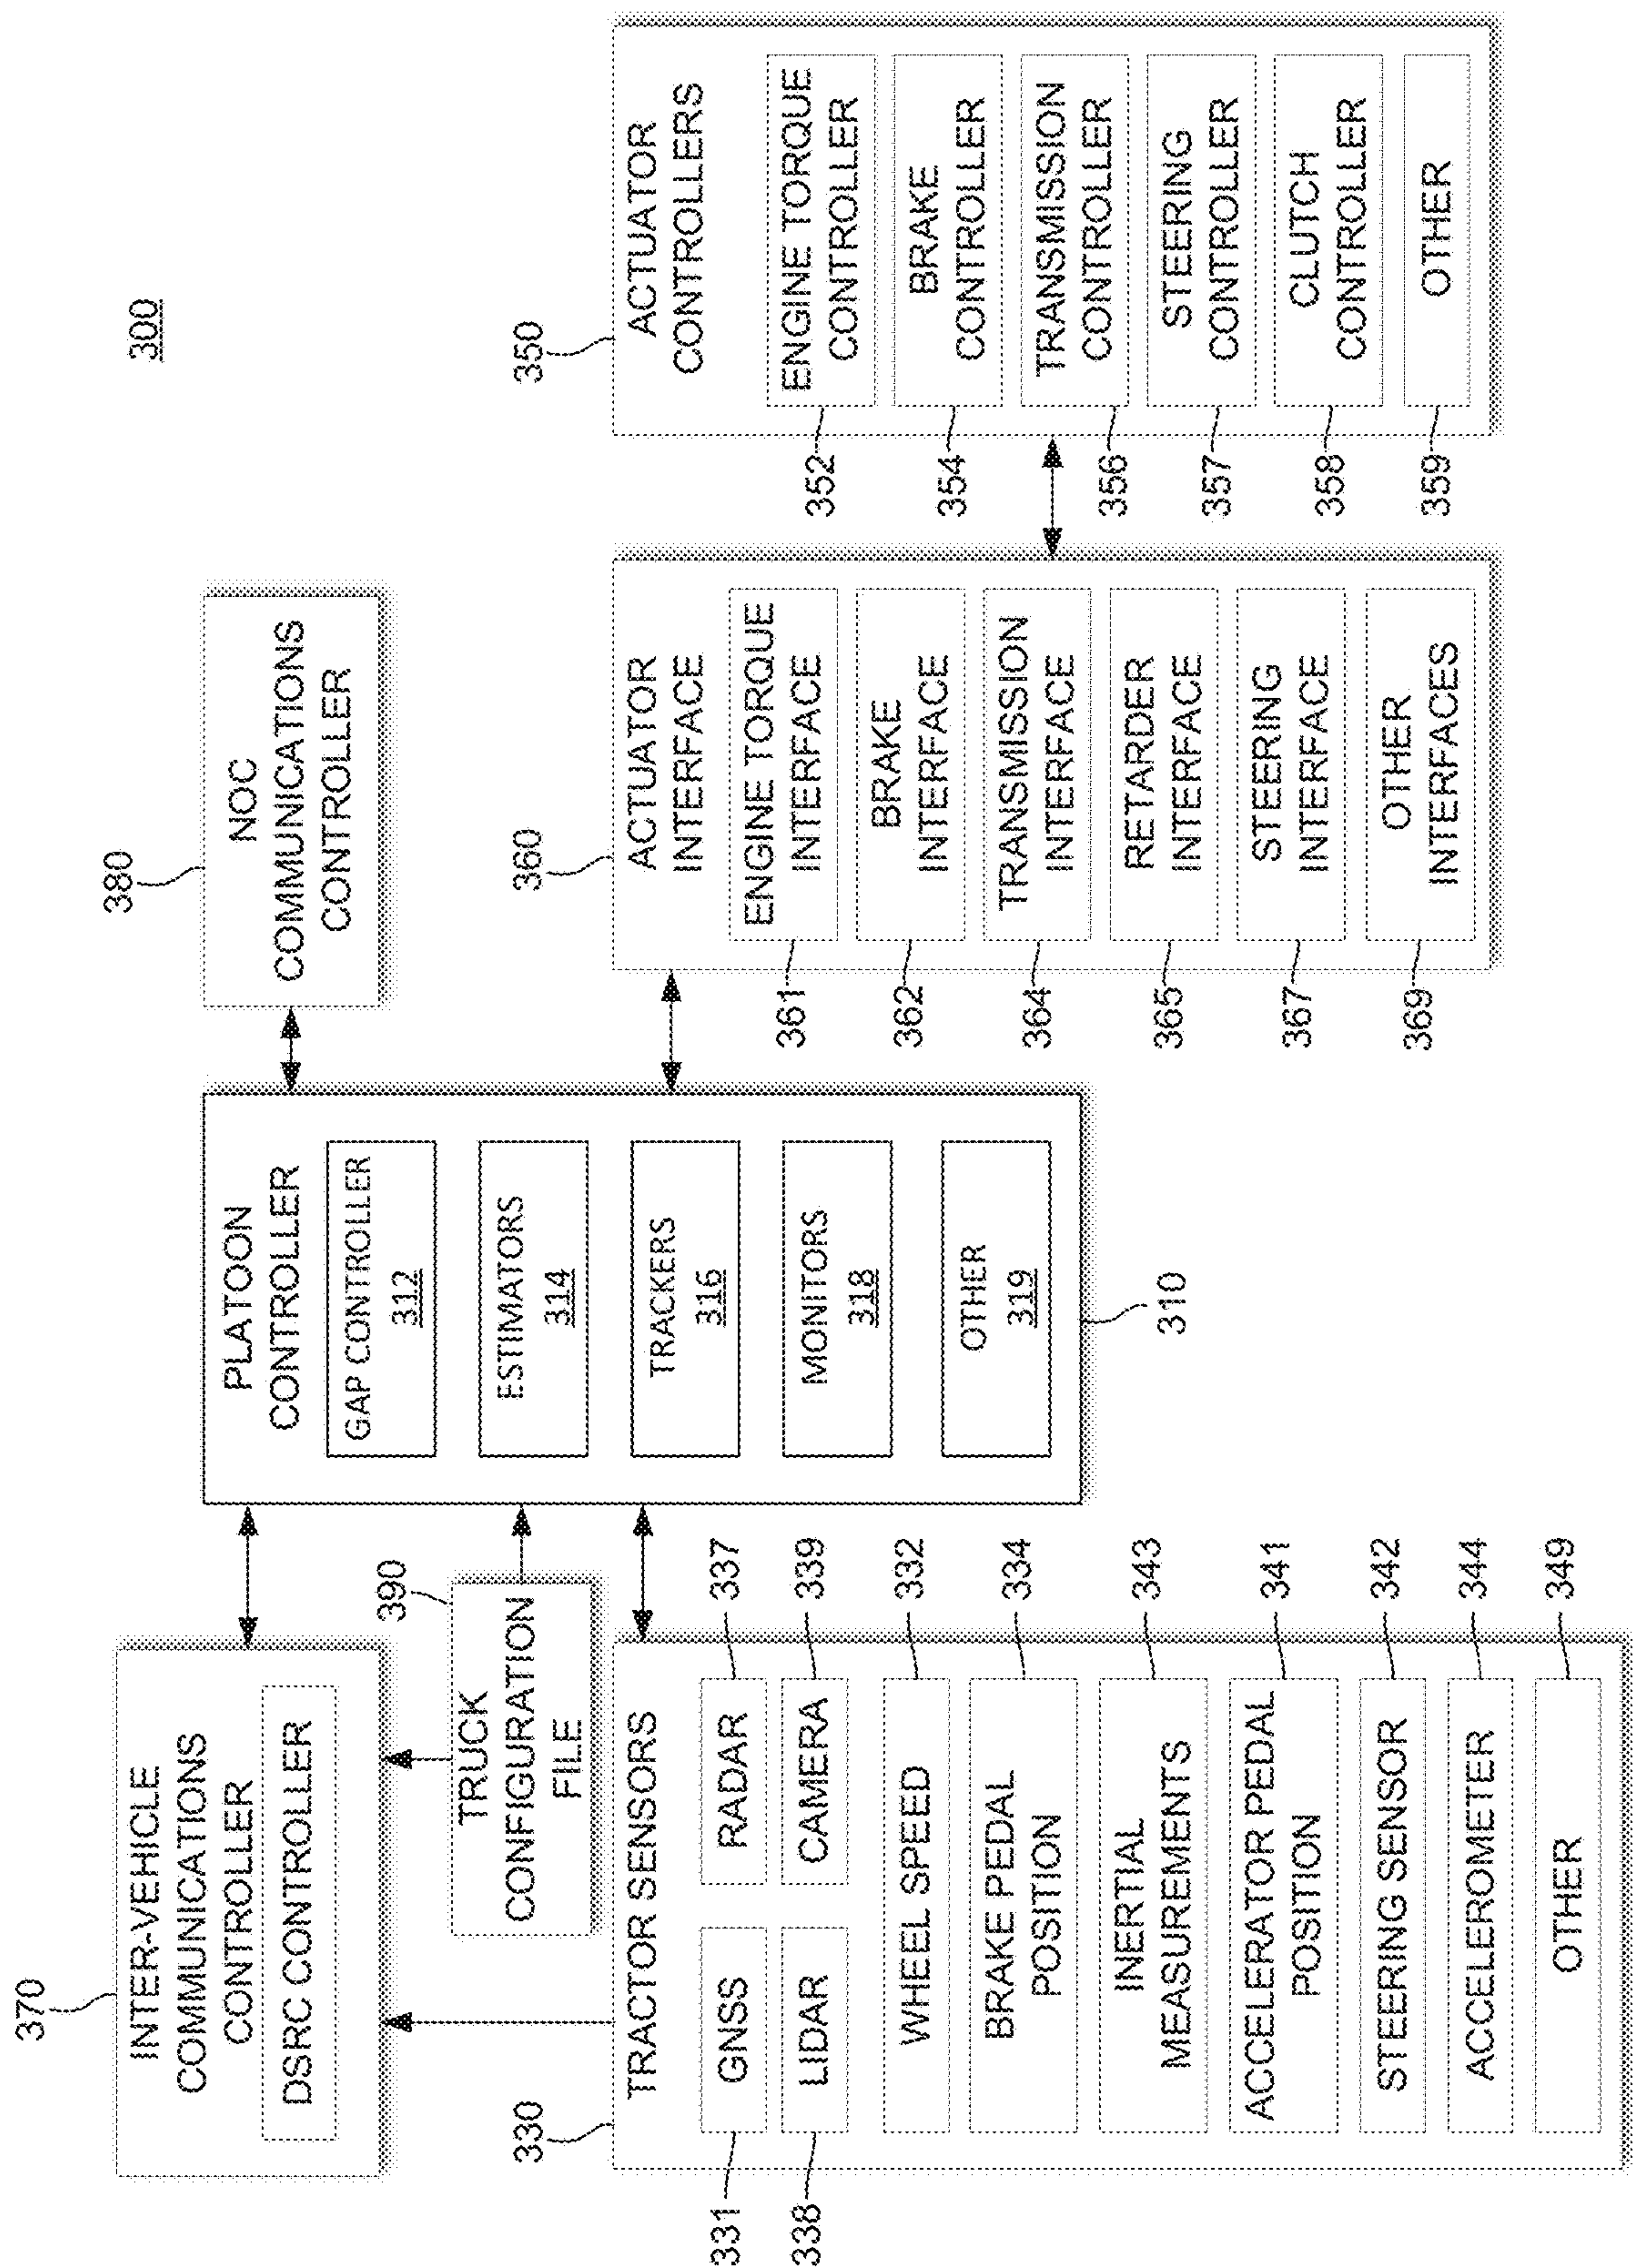 300
370
INTER-VEHICLE
COMMUNICATIONS
CONTROLLER
DSRC CONTROLLER
390
TRUCK
CONFIGURATION
FILE
330
TRACTOR SENSORS
331
GNSS
RADAR
337
338
LIDAR
CAMERA
339
WHEEL SPEED
332
BRAKE PEDAL
POSITION
334
INERTIAL
MEASUREMENTS
343
ACCELERATOR PEDAL
POSITION
341
STEERING SENSOR
342
ACCELEROMETER
344
OTHER
349
PLATOON
CONTROLLER
GAP CONTROLLER
312
ESTIMATORS
314
TRACKERS
316
MONITORS
318
OTHER
319
310
380
NOC
COMMUNICATIONS
CONTROLLER
360
ACTUATOR
INTERFACE
361
ENGINE TORQUE
INTERFACE
362
BRAKE
INTERFACE
364
TRANSMISSION
INTERFACE
365
RETARDER
INTERFACE
367
STEERING
INTERFACE
369
OTHER
INTERFACES
350
ACTUATOR
CONTROLLERS
352
ENGINE TORQUE
CONTROLLER
354
BRAKE
CONTROLLER
356
TRANSMISSION
CONTROLLER
357
STEERING
CONTROLLER
358
CLUTCH
CONTROLLER
359
OTHER